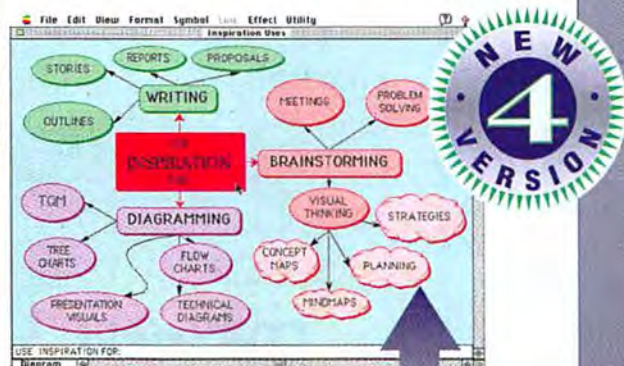 File Edit View Format Symbol Link Effect Utility
Inspiration Uses
NEW
4
VERSION
STORIES
REPORTS
PROPOSALS
WRITING
OUTLINES
MEETINGS
PROBLEM
SOLVING
USE
INSPIRATION
FOR:
BRAINSTORMING
VISUAL
THINKING
STRATEGIES
CONCEPT
MAPS
PLANNING
MINDMAPS
DIAGRAMMING
TQM
TREE
CHARTS
FLOW
CHARTS
PRESENTATION
VISUALS
TECHNICAL
DIAGRAMS
USE INSPIRATION FOR:
Diagram